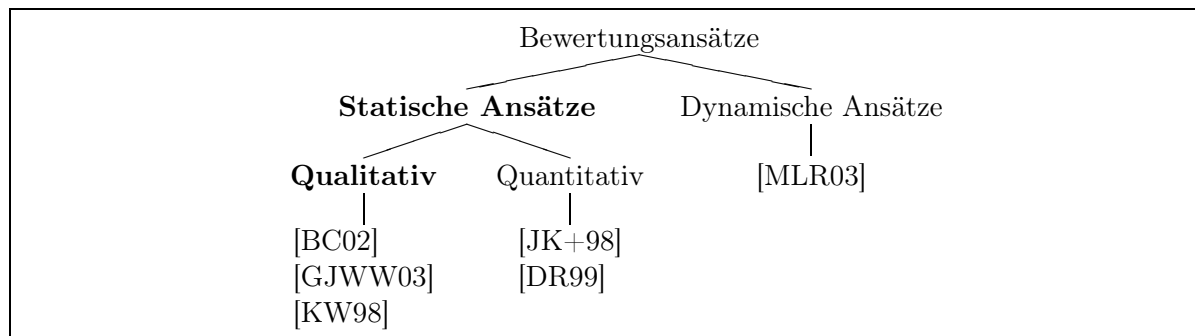 Bewertungsansätze
Statische Ansätze Dynamische Ansätze
Qualitativ Quantitativ [MLR03]
[BC02] [JK+98]
[GJWW03] [DR99]
[KW98]